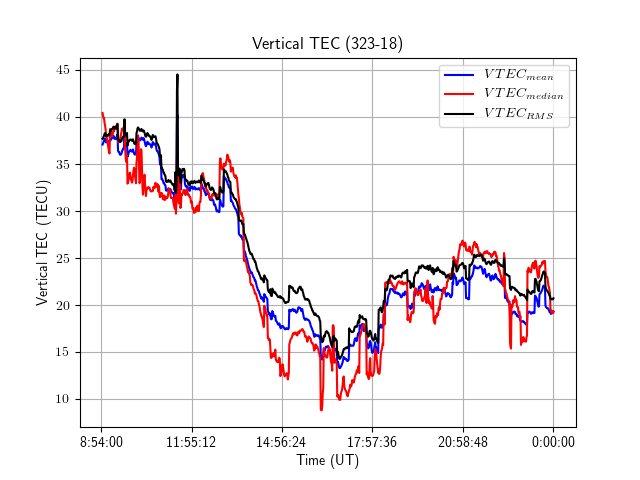 Vertical TEC (323-18)
VTEC_mean
VTEC_median
VTEC_RMS
Vertical TEC (TECU)
45
40
35
30
25
20
15
10
8:54:00 11:55:12 14:56:24 17:57:36 20:58:48 0:00:00
Time (UT)